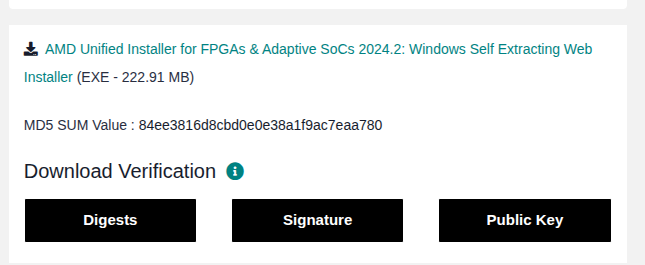 AMD Unified Installer for FPGAs & Adaptive SoCs 2024.2: Windows Self Extracting Web
Installer (EXE - 222.91 MB)
MD5 SUM Value : 84ee3816d8cbd0e0e38a1f9ac7eaa780
Download Verification
Digests Signature Public Key